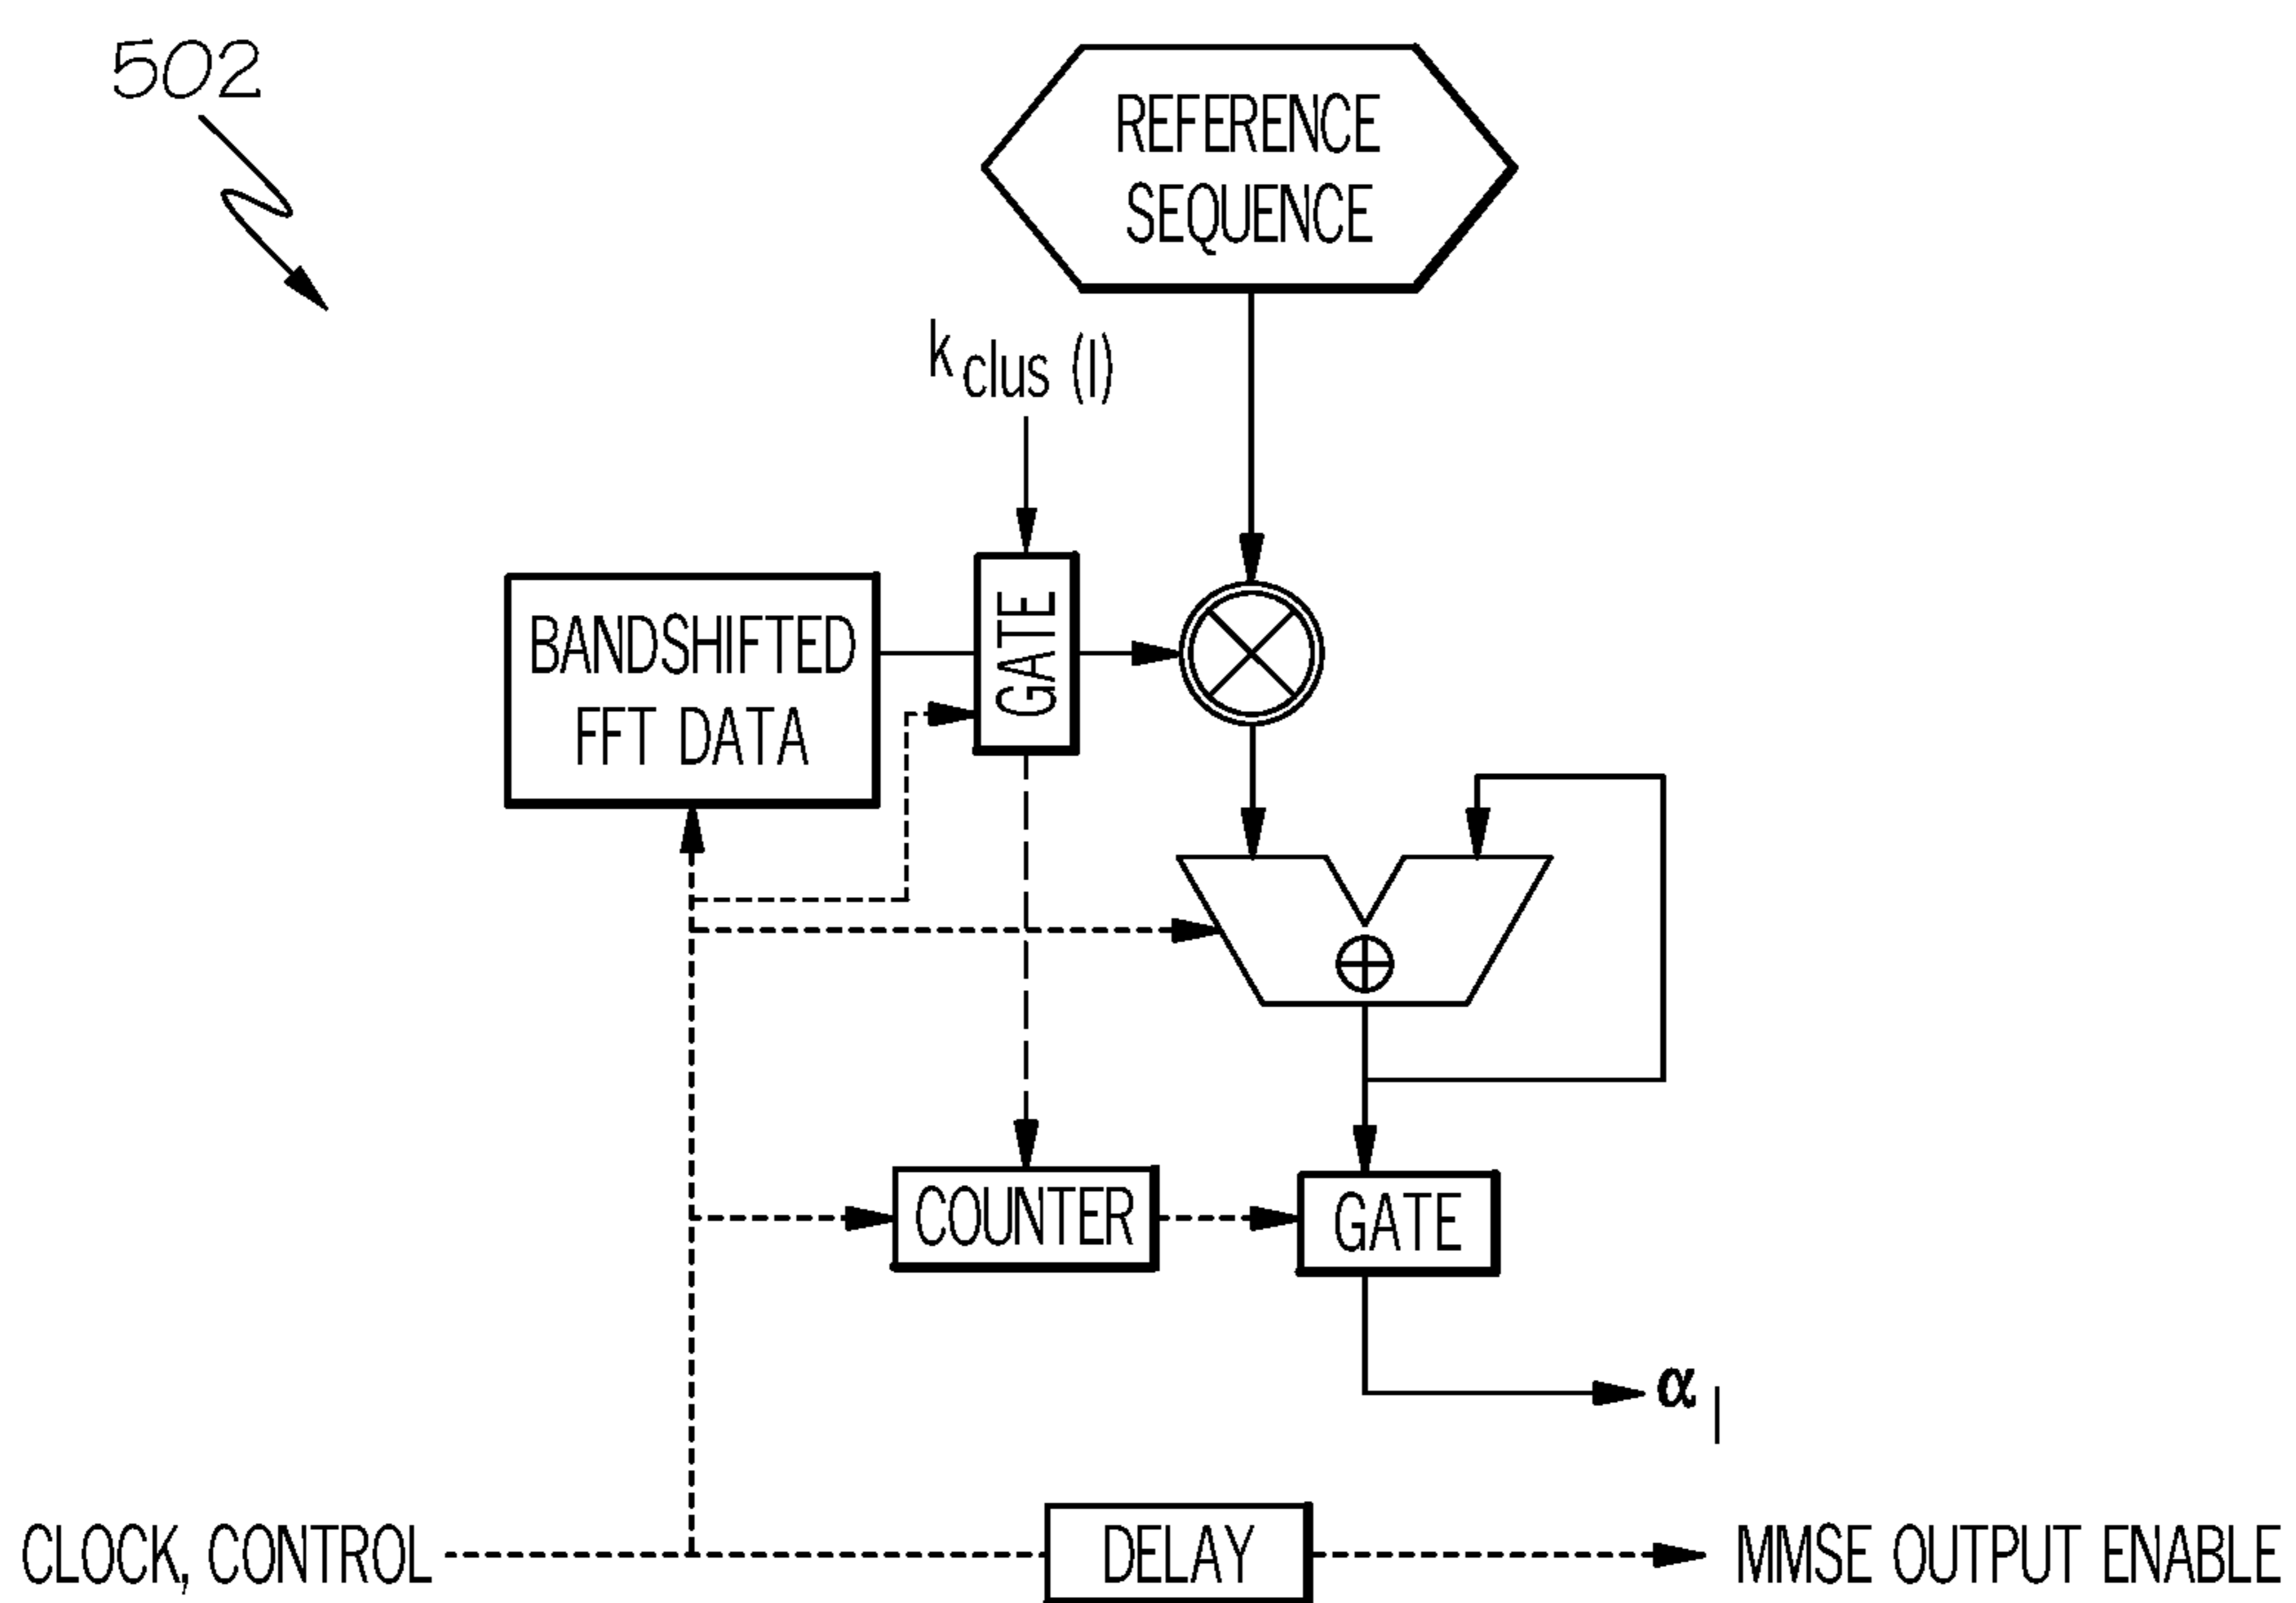 502
REFERENCE
SEQUENCE
k clus (l)
BANDSHIFTED
FFT DATA
GATE
COUNTER
GATE
α l
CLOCK, CONTROL
DELAY
MMSE OUTPUT ENABLE